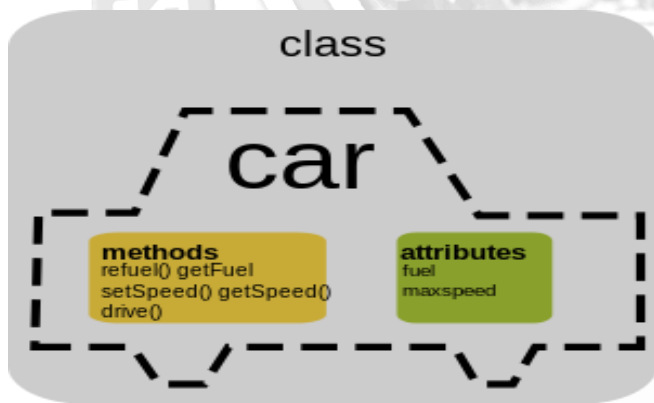 class
car
methods
refuel() getFuel
setSpeed() getSpeed()
drive()
attributes
fuel
maxspeed